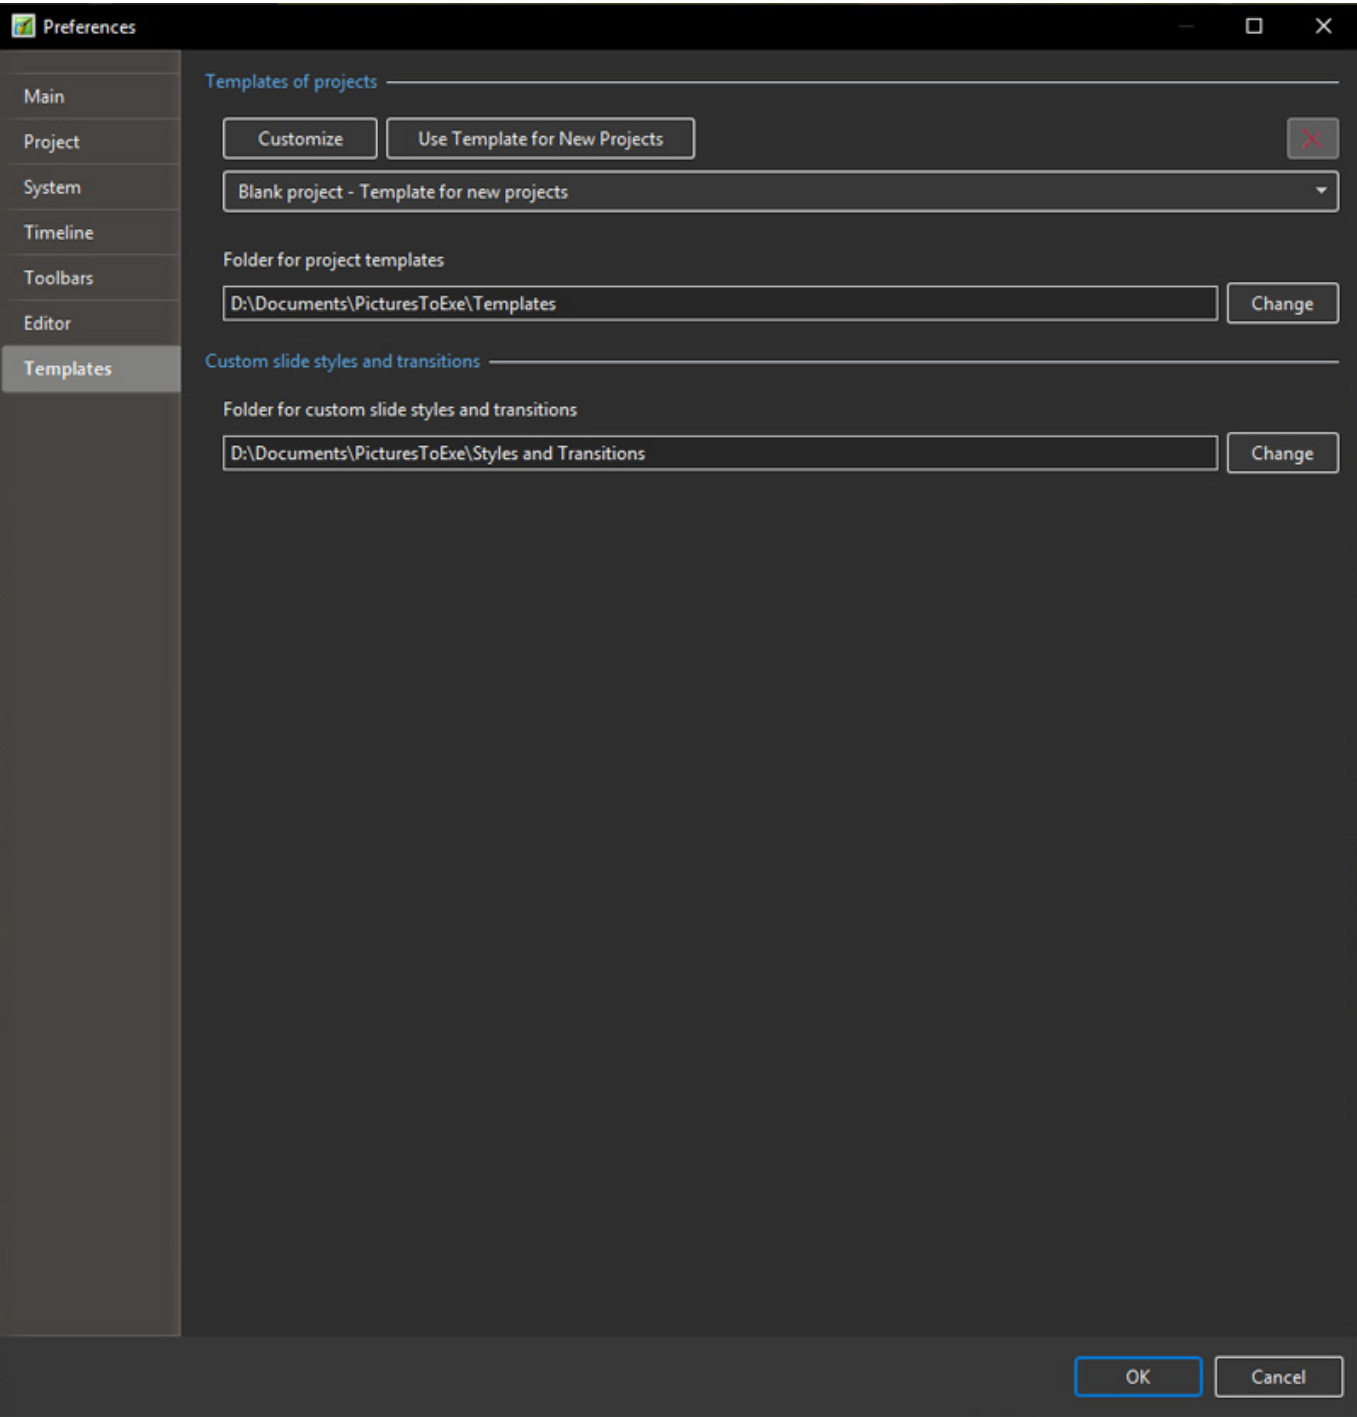 Preferences
Main
Project
System
Timeline
Toolbars
Editor
Templates
Templates of projects
Customize
Use Template for New Projects
Blank project - Template for new projects
Folder for project templates
D:\Documents\PicturesToExe\Templates
Change
Custom slide styles and transitions
Folder for custom slide styles and transitions
D:\Documents\PicturesToExe\Styles and Transitions
Change
OK
Cancel